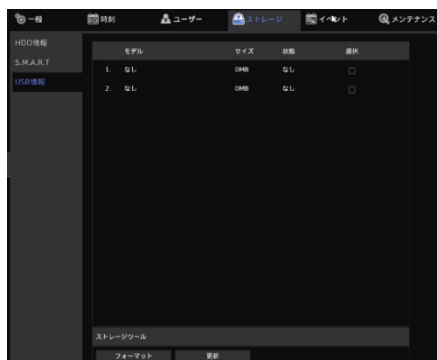 一般 時刻 ユーザー ストレージ イベント メンテナンス
HDD情報
S.M.A.R.T
USB情報
モデル サイズ 状態 選択
1. なし 0MB なし
2. なし 0MB なし
ストレージツール
フォーマット 更新